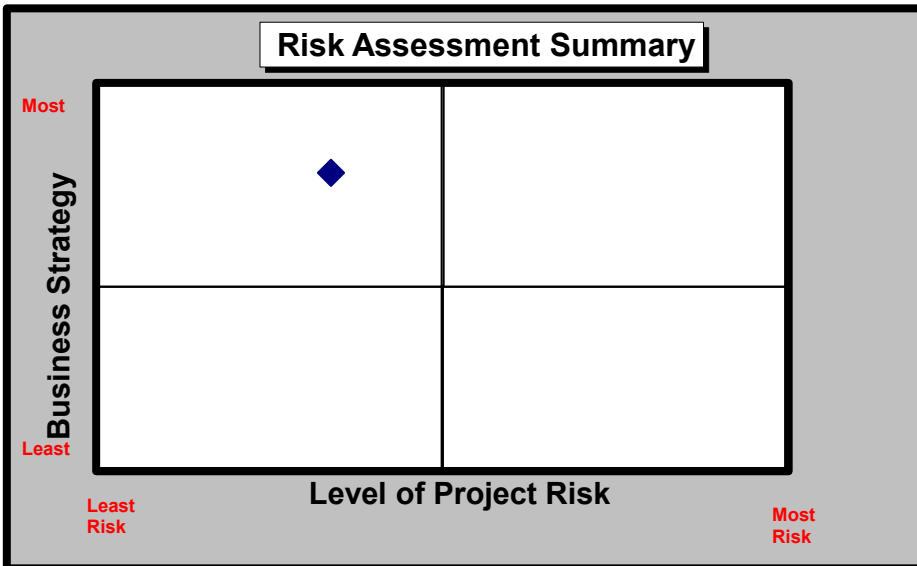 Risk Assessment Summary
Most
Business Strategy
Least
Least
Risk
Level of Project Risk
Most
Risk